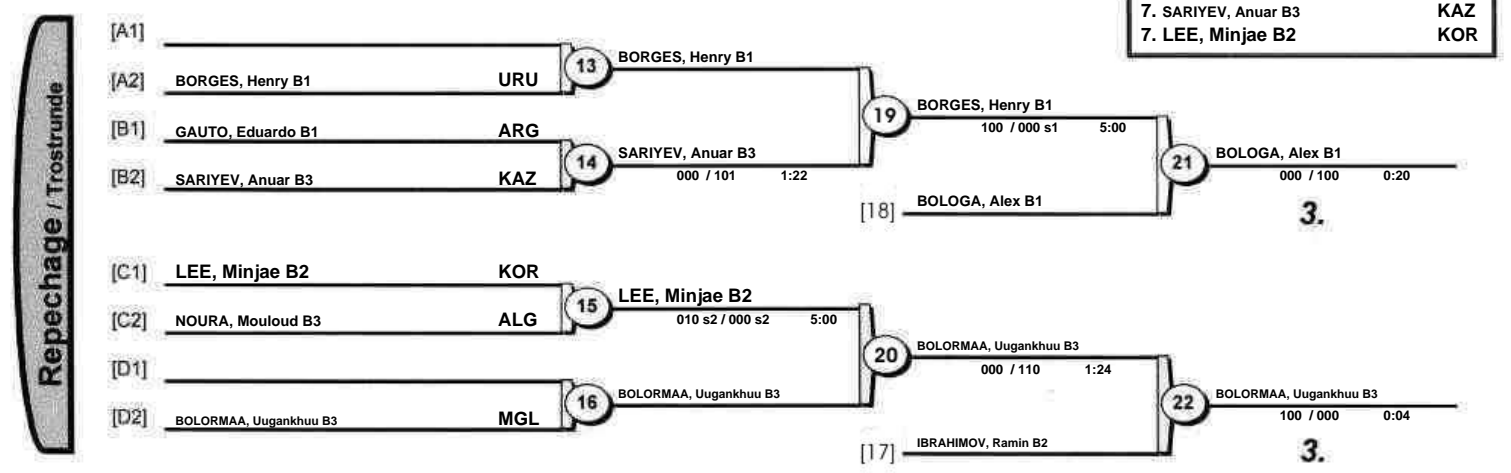 7. SARIYEV, Anuar B3 KAZ
7. LEE, Minjae B2 KOR
Repechage / Trostrunde
[A1]
[A2] BORGES, Henry B1 URU
13 BORGES, Henry B1
[B1] GAUTO, Eduardo B1 ARG
[B2] SARIYEV, Anuar B3 KAZ
14 SARIYEV, Anuar B3
000 / 101 1:22
19 BORGES, Henry B1
100 / 000 s1 5:00
[18] BOLOGA, Alex B1
21 BOLOGA, Alex B1
000 / 100 0:20
3.
[C1] LEE, Minjae B2 KOR
[C2] NOURA, Mouloud B3 ALG
15 LEE, Minjae B2
010 s2 / 000 s2 5:00
[D1]
[D2] BOLORMAA, Uugankhuu B3 MGL
16 BOLORMAA, Uugankhuu B3
20 BOLORMAA, Uugankhuu B3
000 / 110 1:24
[17] IBRAHIMOV, Ramin B2
22 BOLORMAA, Uugankhuu B3
100 / 000 0:04
3.